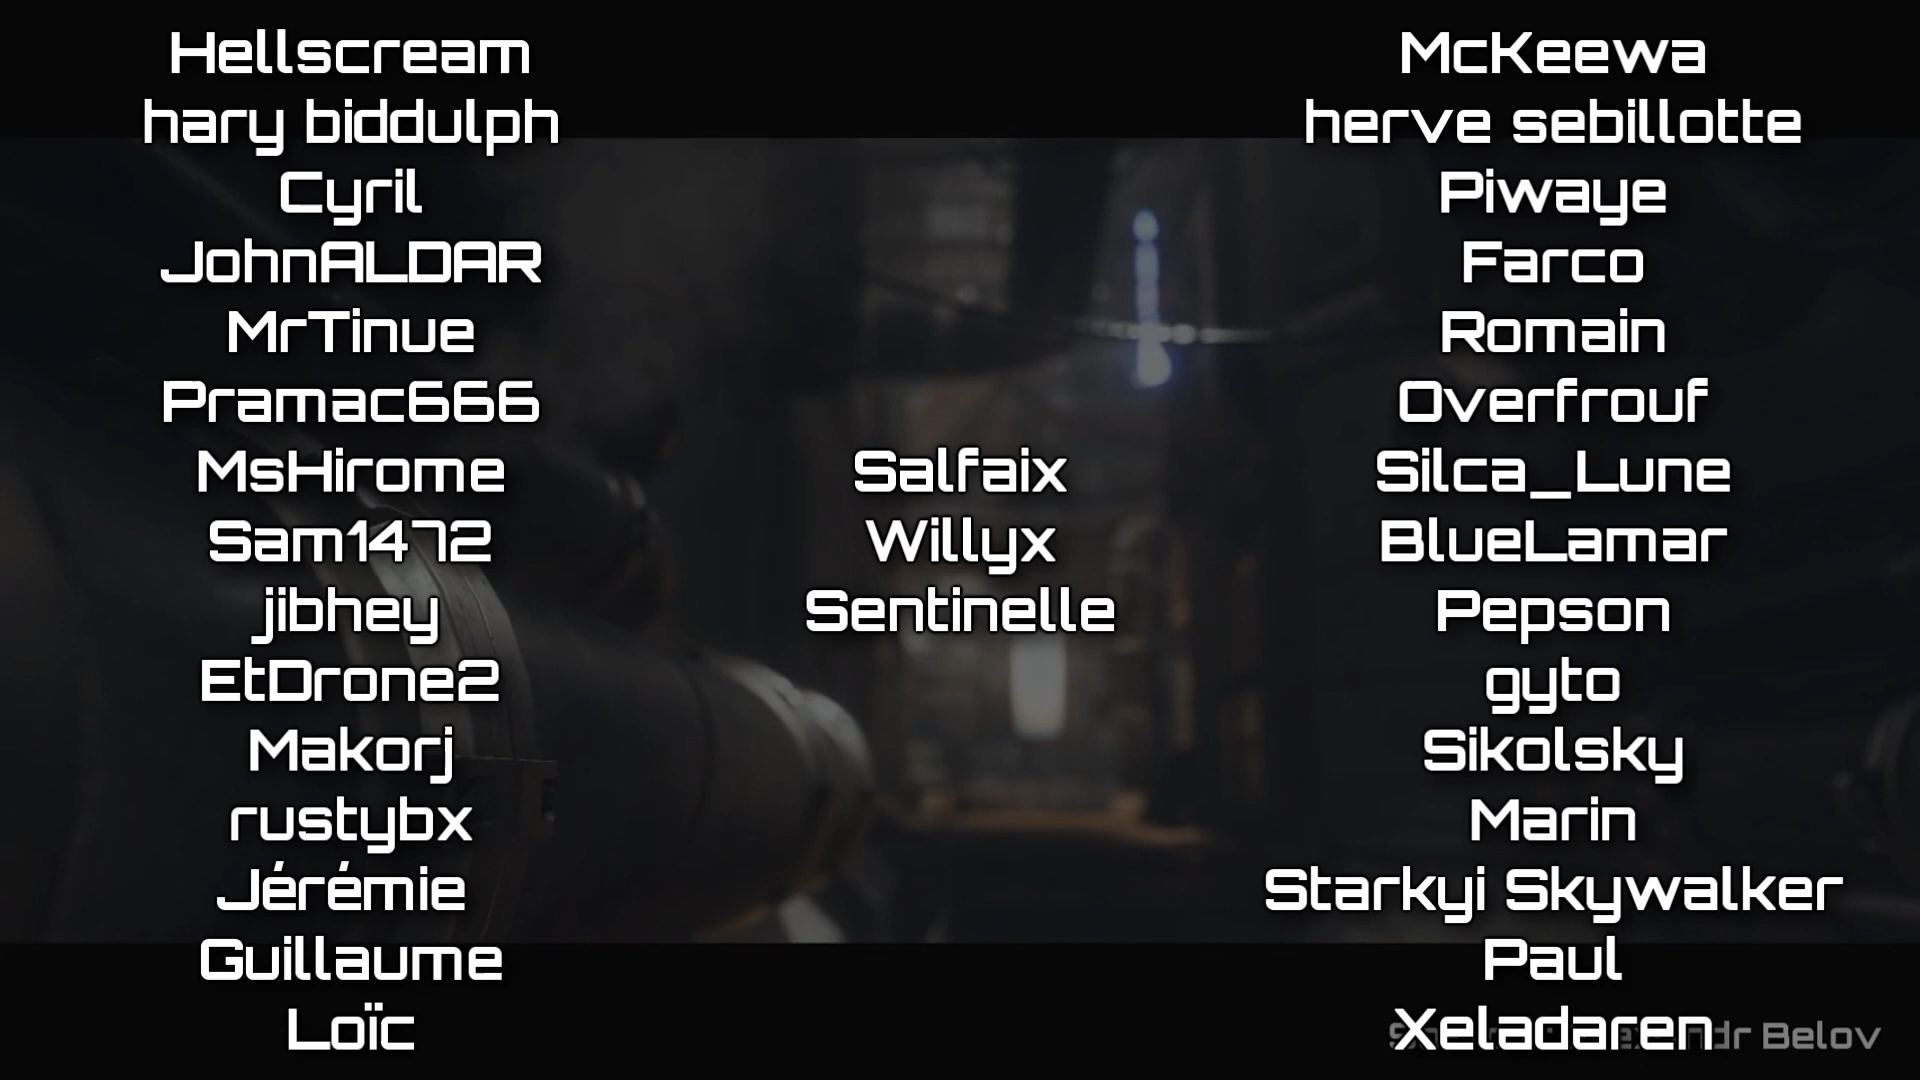 Hellscream
hary biddulph
Cyril
JohnALDAR
MrTinue
Pramac666
MsHirome
Sam1472
jibhey
EtDrone2
Makorj
rustybx
Jérémie
Guillaume
Loïc
Salfaix
Willyx
Sentinelle
McKeewa
herve sebillotte
Piwaye
Farco
Romain
Overfrouf
Silca_Lune
BlueLamar
Pepson
gyto
Sikolsky
Marin
Starkyi Skywalker
Paul
Xeladaren
Belov